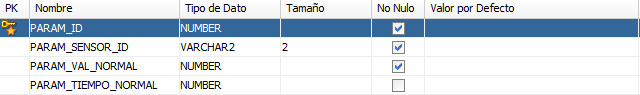 PK Nombre Tipo de Dato Tamaño No Nulo Valor por Defecto
PARAM_ID NUMBER
PARAM_SENSOR_ID VARCHAR2 2
PARAM_VAL_NORMAL NUMBER
PARAM_TIEMPO_NORMAL NUMBER